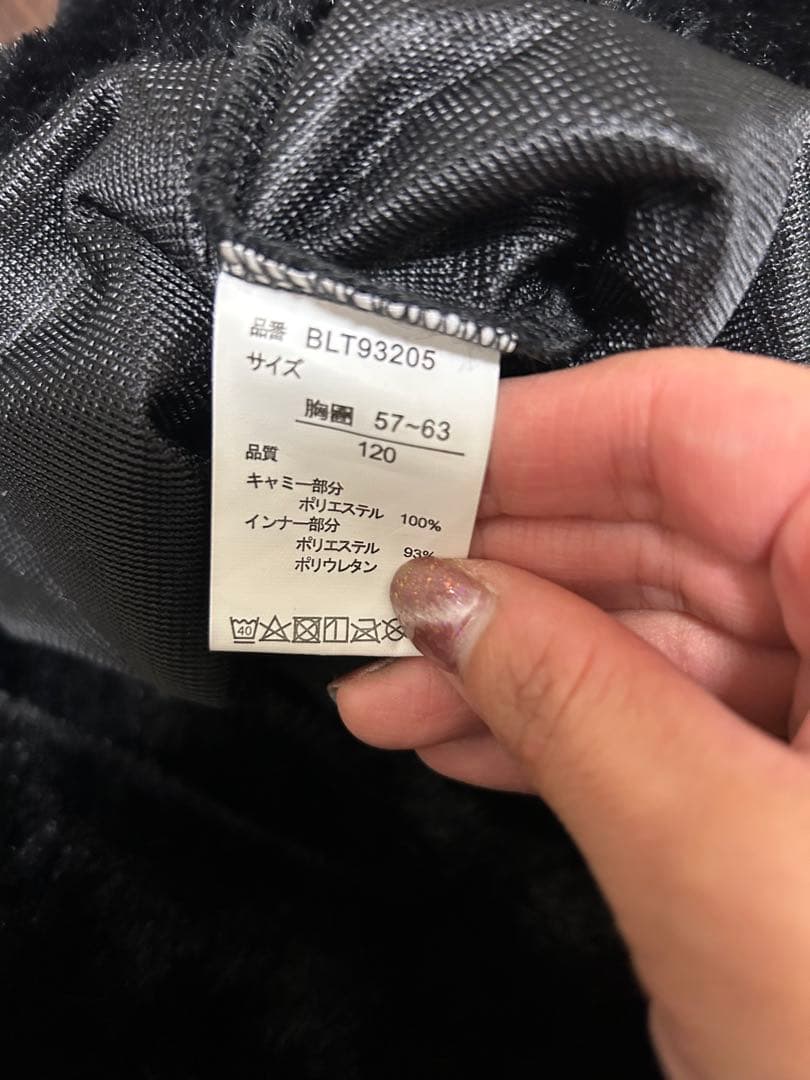 品番 BLT93205
サイズ
胸囲 57~63
120
品質
キャミ一部分
ポリエステル 100%
インナー部分
ポリエステル 93%
ポリウレタン
40